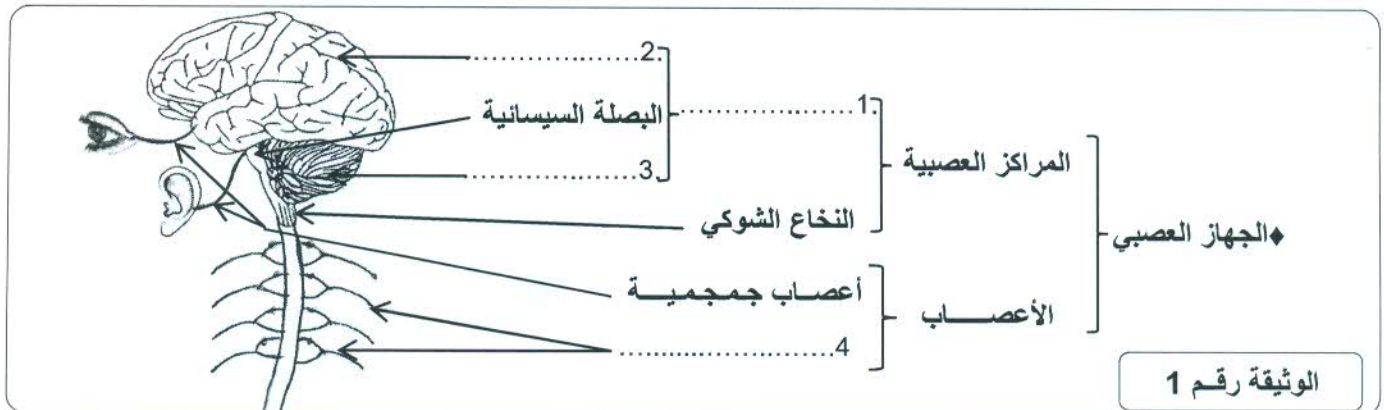 2....................
1....................
البصلة السيسائية
المراكز العصبية
3....................
النخاع الشوكي
♦الجهاز العصبي
أعصاب جمجمية
الأعصاب
4....................
الوثيقة رقم 1